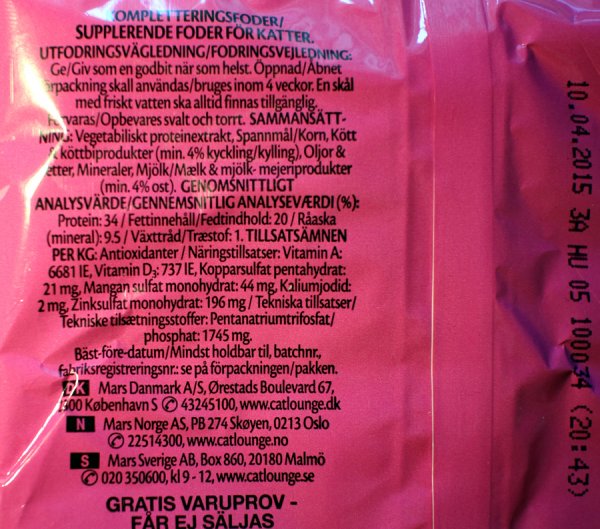 KOMPLETTERINGSFODER/
SUPPLERENDE FODER FÖR KATTER.
UTFODRINGSVÄGLEDNING/FODRINGSVEJLEDNING:
Ge/Giv som en godbit när som helst. Öppnad/Åbnet
förpackning skall användas/bruges inom 4 veckor. En skål
med friskt vatten ska alltid finnas tillgänglig.
Förvaras/Opbevares svalt och torrt. SAMMANSÄTT-
NING: Vegetabiliskt proteinextrakt, Spannmål/Korn, Kött
& köttbiprodukter (min. 4% kyckling/kylling), Oljor &
fetter, Mineraler, Mjölk/Mælk & mjölk- mejeriprodukter
(min. 4% ost). GENOMSNITTLIGT
ANALYSVÄRDE/GENNEMSNITLIG ANALYSEVÆRDI (%):
Protein: 34 / Fettinnehåll/Fedtindhold: 20 / Råaska
(mineral): 9.5 / Växttråd/Træstof: 1. TILLSATSÄMNEN
PER KG: Antioxidanter / Näringstillsatser: Vitamin A:
6681 IE, Vitamin D3: 737 IE, Kopparsulfat pentahydrat:
21 mg, Mangan sulfat monohydrat: 44 mg, Kaliumjodid:
2 mg, Zinksulfat monohydrat: 196 mg / Tekniska tillsatser/
Tekniske tilsætningsstoffer: Pentanatriumtrifosfat/
phosphat: 1745 mg.
Bäst-före-datum/Mindst holdbar til, batchnr.,
fabriksregistreringsnr.: se på förpackningen/pakken.
DK Mars Danmark A/S, Ørestads Boulevard 67,
2300 København S ✆ 43245100, www.catlounge.dk
N Mars Norge AS, PB 274 Skøyen, 0213 Oslo
✆ 22514300, www.catlounge.no
S Mars Sverige AB, Box 860, 20180 Malmö
✆ 020 350600, kl 9 - 12, www.catlounge.se
GRATIS VARUPROV -
FÅR EJ SÄLJAS
10.04.2015 3A HU 05 100034 (20:43)